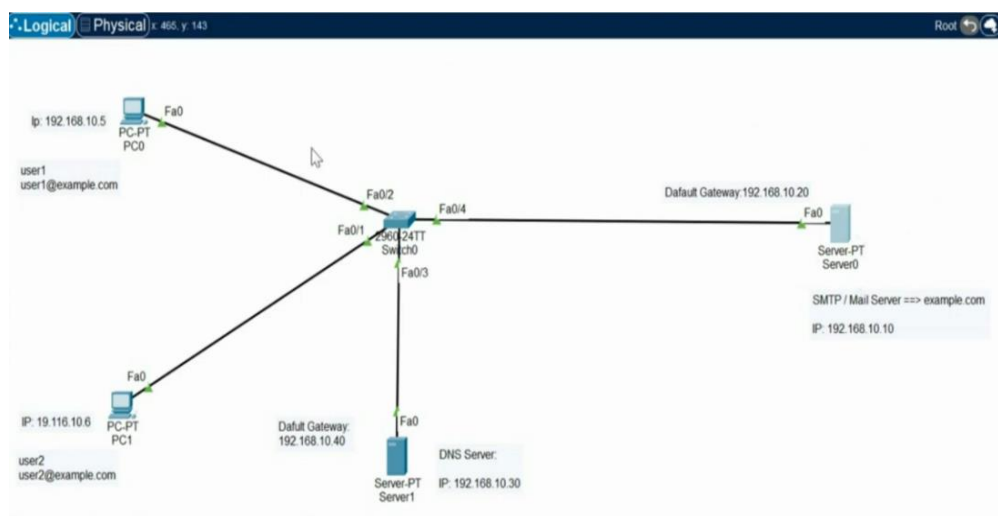 Logical Physical x: 465, y: 143 Root
Ip: 192.168.10.5
Fa0
PC-PT
PC0
user1
user1@example.com
Fa0/2
Fa0/1
Fa0/4
2960-24TT
Switch0
Fa0/3
Dafault Gateway:192.168.10.20
Fa0
Server-PT
Server0
SMTP / Mail Server ==> example.com
IP: 192.168.10.10
Fa0
IP: 19.116.10.6
PC-PT
PC1
user2
user2@example.com
Dafult Gateway:
192.168.10.40
Fa0
Server-PT
Server1
DNS Server:
IP: 192.168.10.30